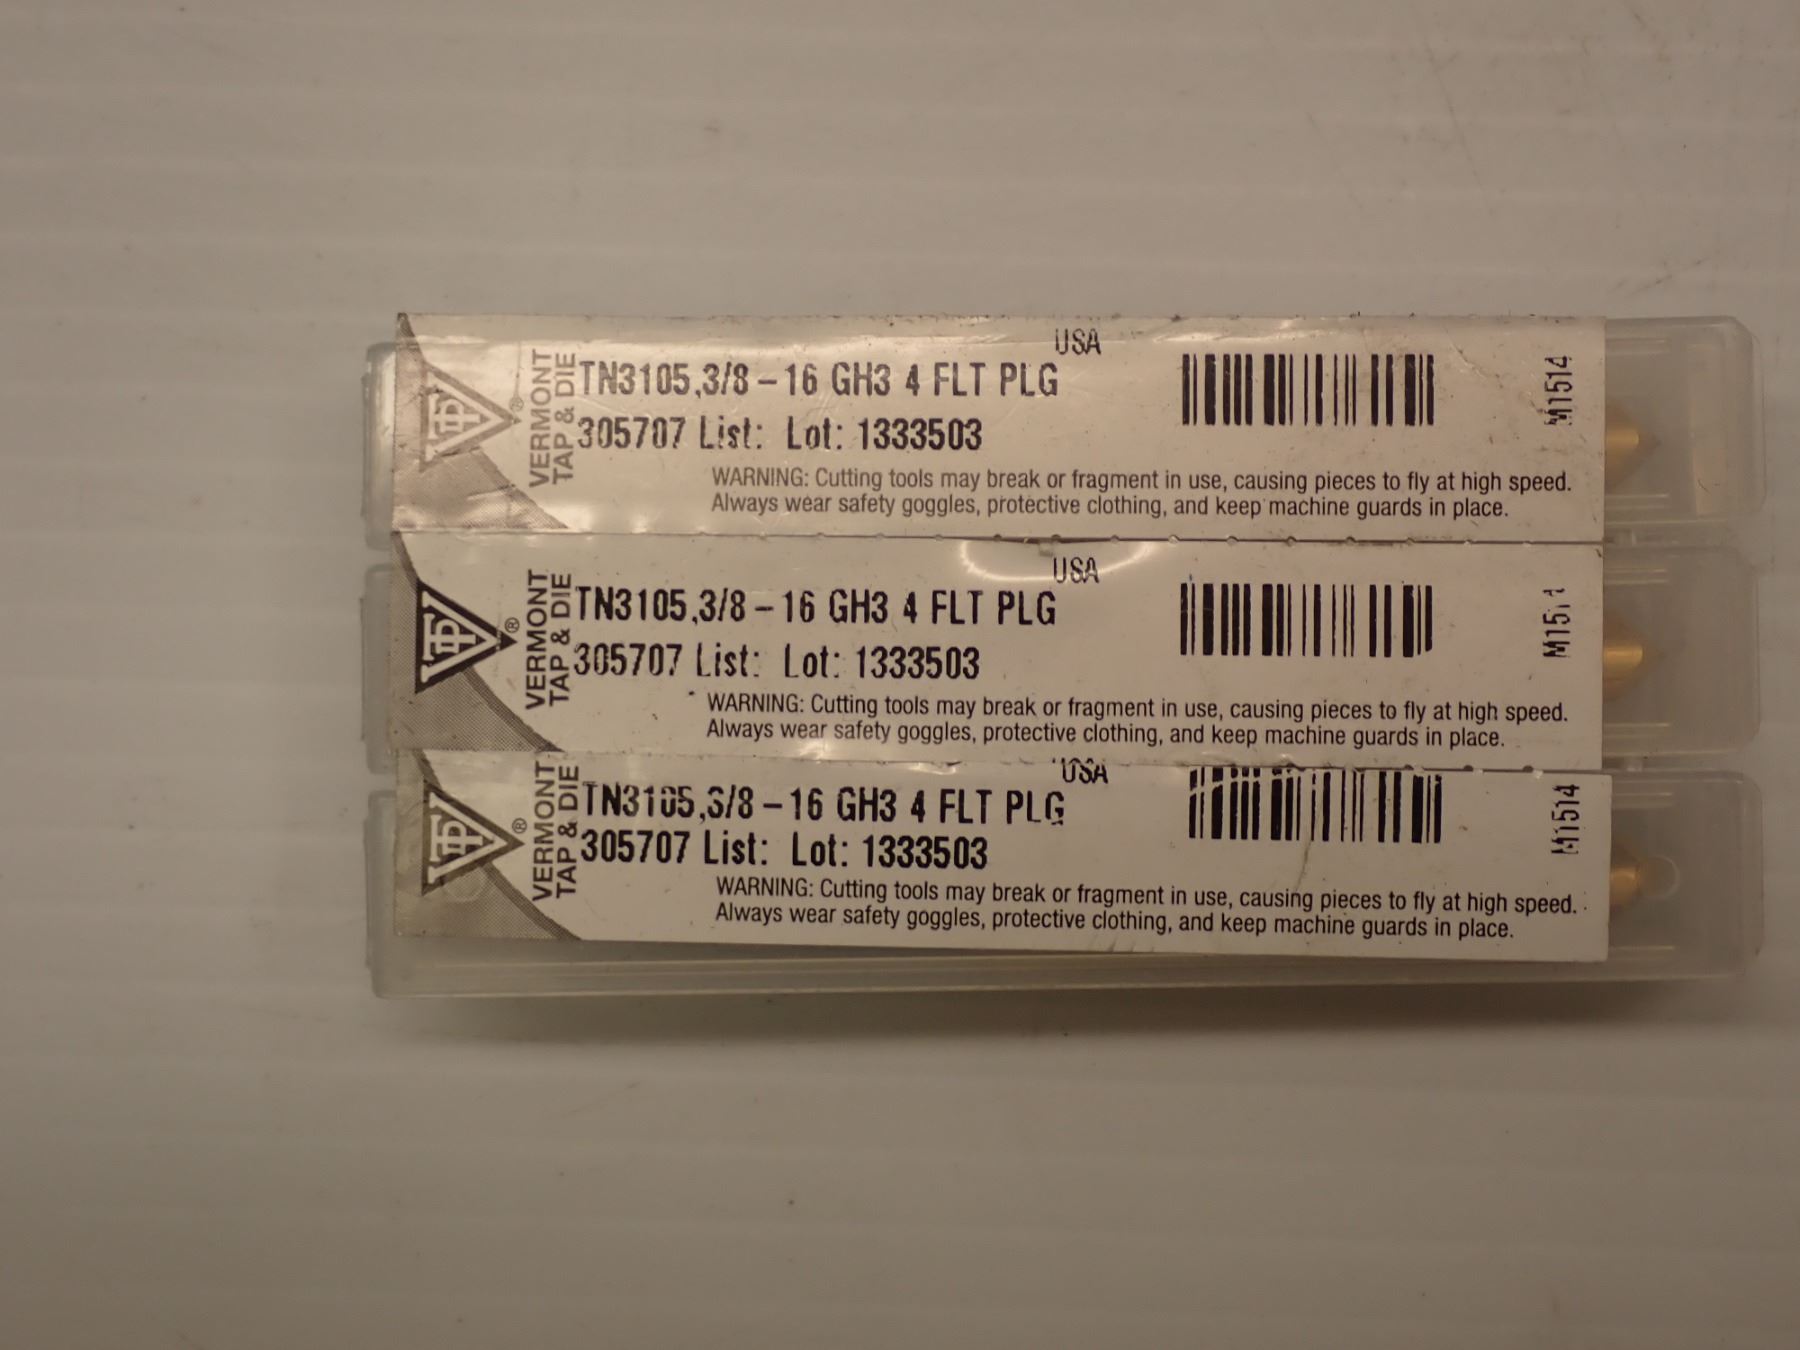 USA
VTD
®
VERMONT
TAP & DIE
TN3105,3/8 – 16 GH3 4 FLT PLG
305707 List: Lot: 1333503
M1514
WARNING: Cutting tools may break or fragment in use, causing pieces to fly at high speed.
Always wear safety goggles, protective clothing, and keep machine guards in place.
USA
VTD
®
VERMONT
TAP & DIE
TN3105,3/8 – 16 GH3 4 FLT PLG
305707 List: Lot: 1333503
WARNING: Cutting tools may break or fragment in use, causing pieces to fly at high speed.
Always wear safety goggles, protective clothing, and keep machine guards in place.
USA
VTD
®
VERMONT
TAP & DIE
TN3105,3/8 – 16 GH3 4 FLT PLG
305707 List: Lot: 1333503
M1514
WARNING: Cutting tools may break or fragment in use, causing pieces to fly at high speed.
Always wear safety goggles, protective clothing, and keep machine guards in place.